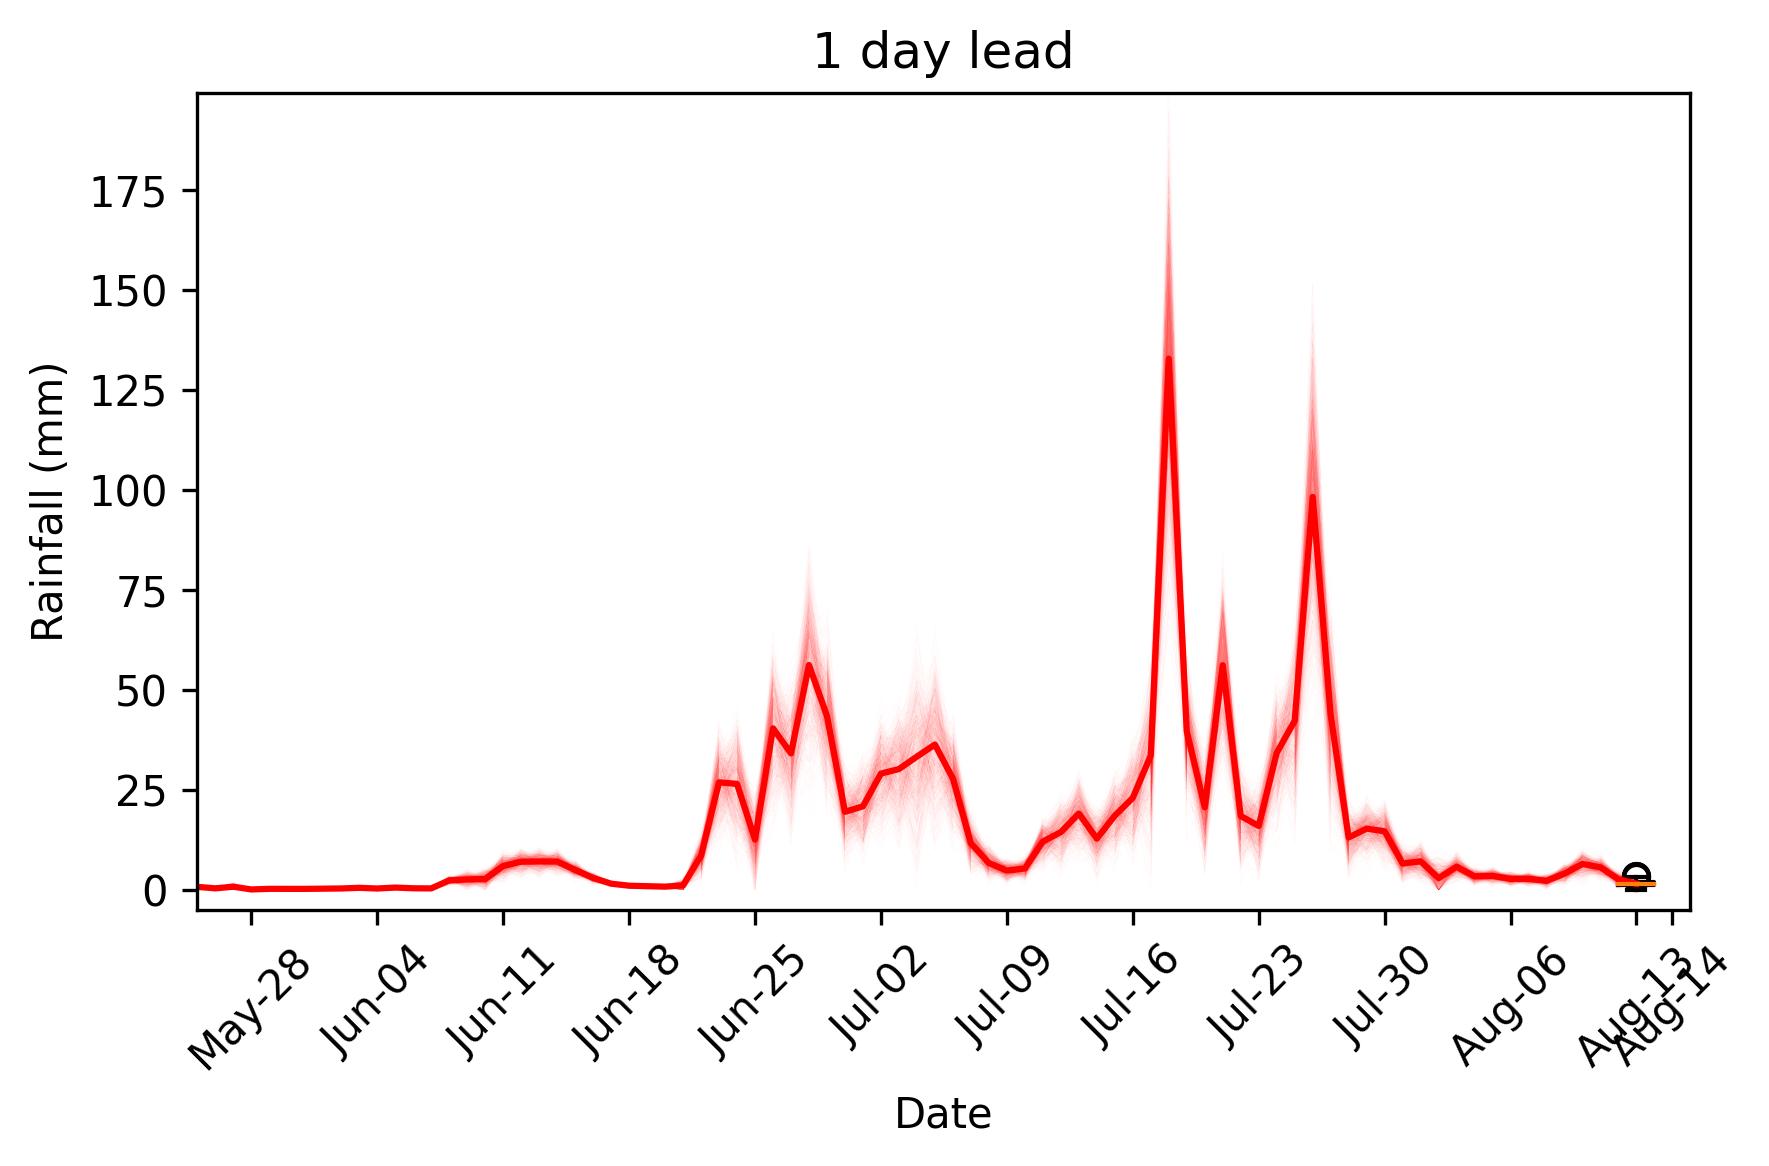 1 day lead
Rainfall (mm)
175
150
125
100
75
50
25
0
May-28
Jun-04
Jun-11
Jun-18
Jun-25
Jul-02
Jul-09
Jul-16
Jul-23
Jul-30
Aug-06
Aug-13
Aug-14
Date